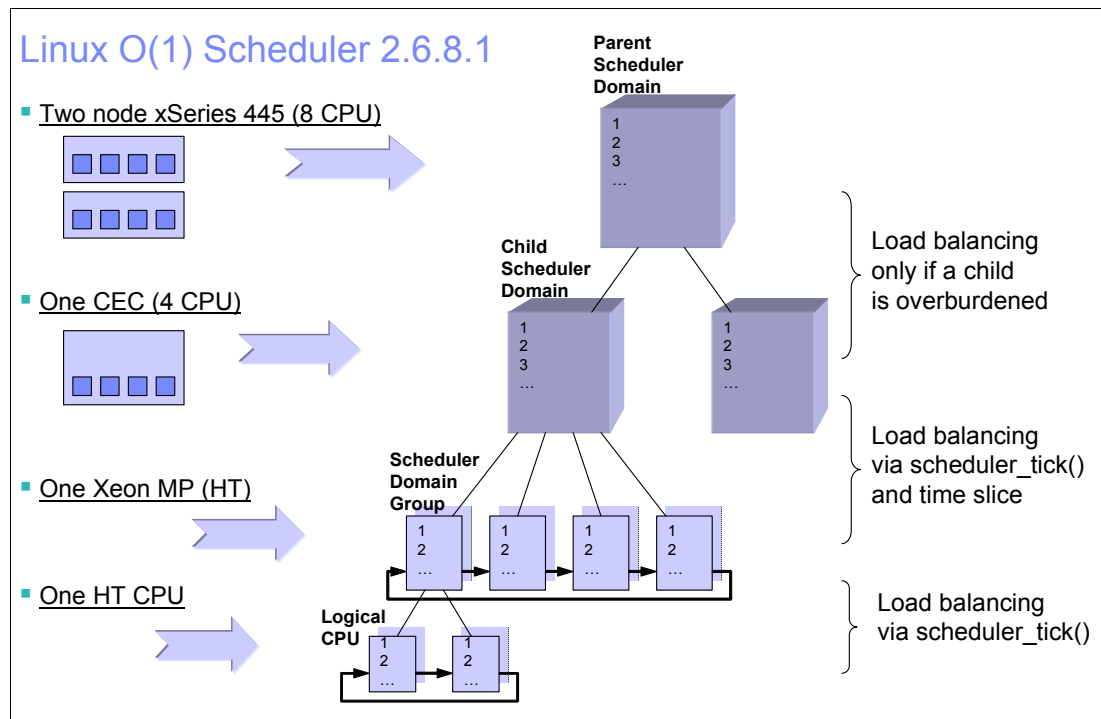 Linux O(1) Scheduler 2.6.8.1
Two node xSeries 445 (8 CPU)
One CEC (4 CPU)
One Xeon MP (HT)
One HT CPU
Parent
Scheduler
Domain
1
2
3
…
Child
Scheduler
Domain
1
2
3
…
1
2
3
…
Scheduler
Domain
Group
1
2
…
1
2
…
1
2
…
1
2
…
Logical
CPU
1
2
…
1
2
…
Load balancing
only if a child
is overburdened
Load balancing
via scheduler_tick()
and time slice
Load balancing
via scheduler_tick()